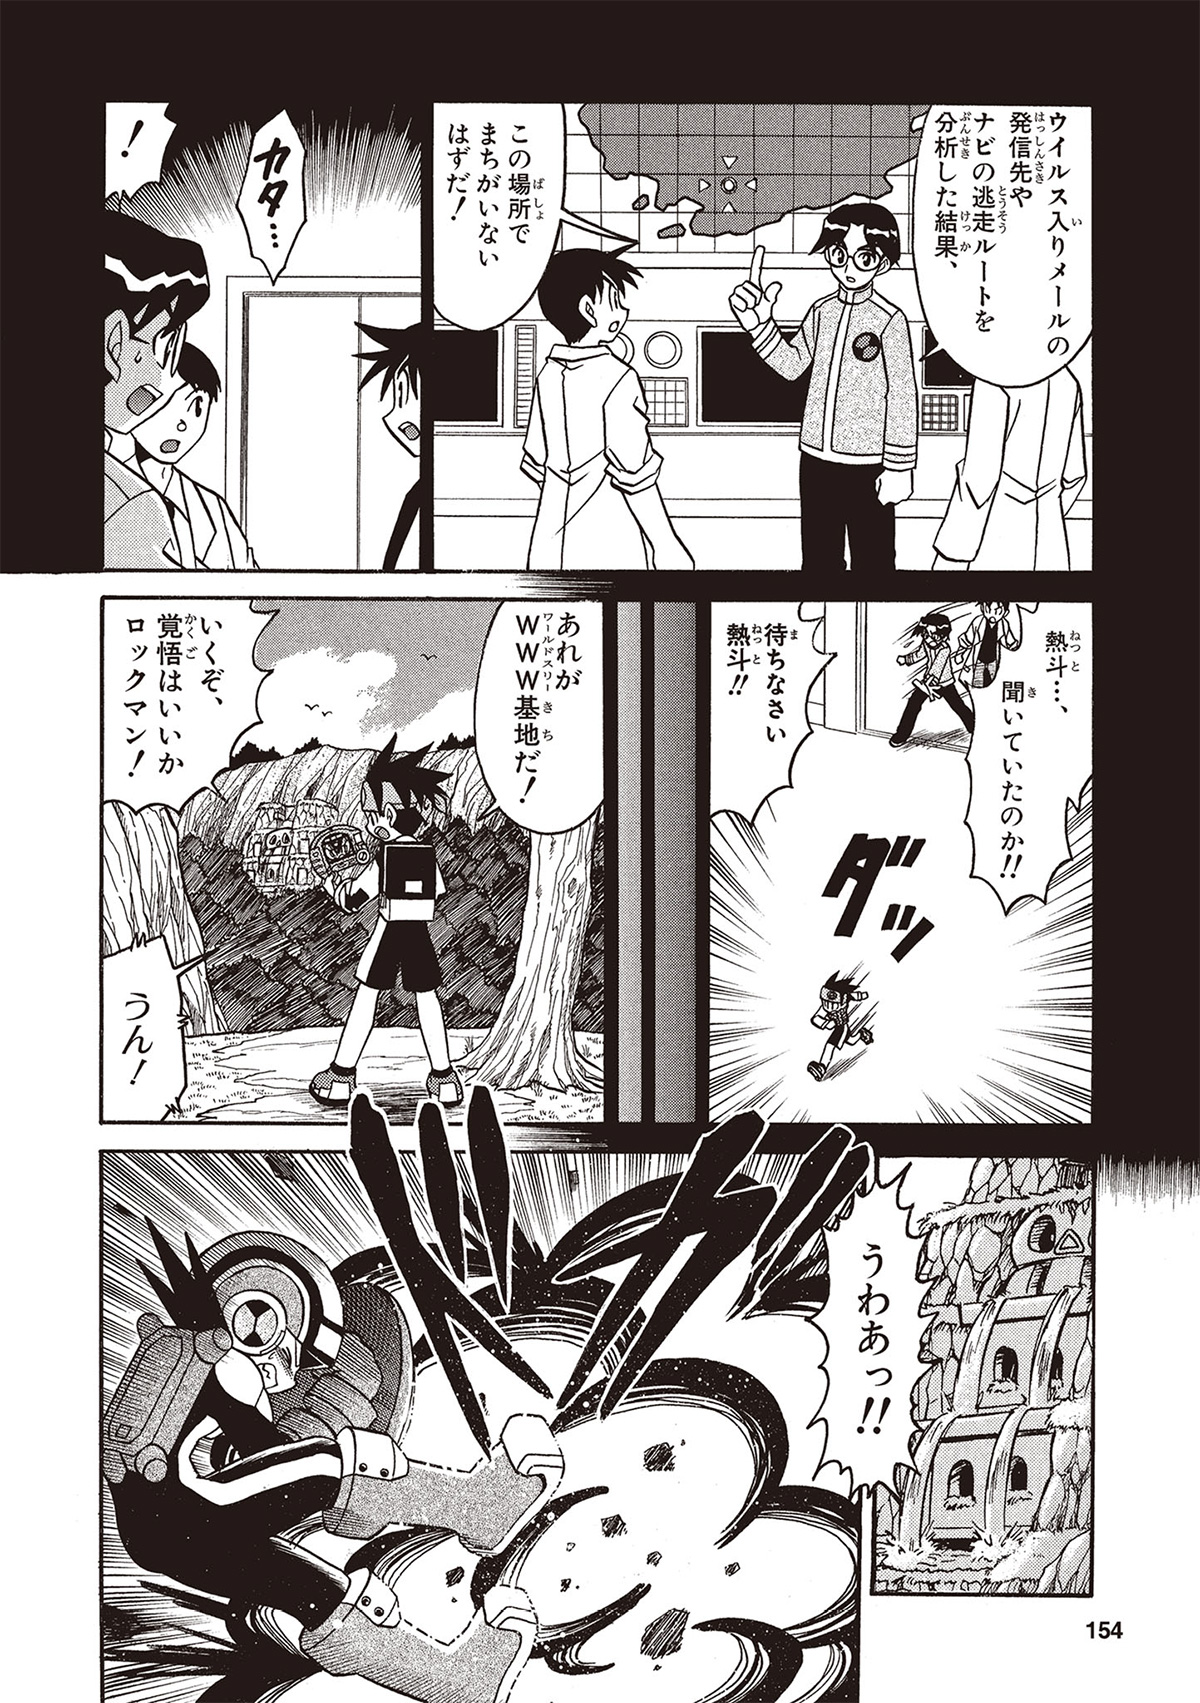 ウイルス入りメールの
発信先や
ナビの逃走ルートを
分析した結果、
この場所で
まちがいない
はずだ！
カタ…
！
熱斗…、
聞いていたのか!!
待ちなさい
熱斗!!
ダッ
あれが
WWW基地だ！
いくぞ、
覚悟はいいか
ロックマン！
うん！
うわあっ!!
154